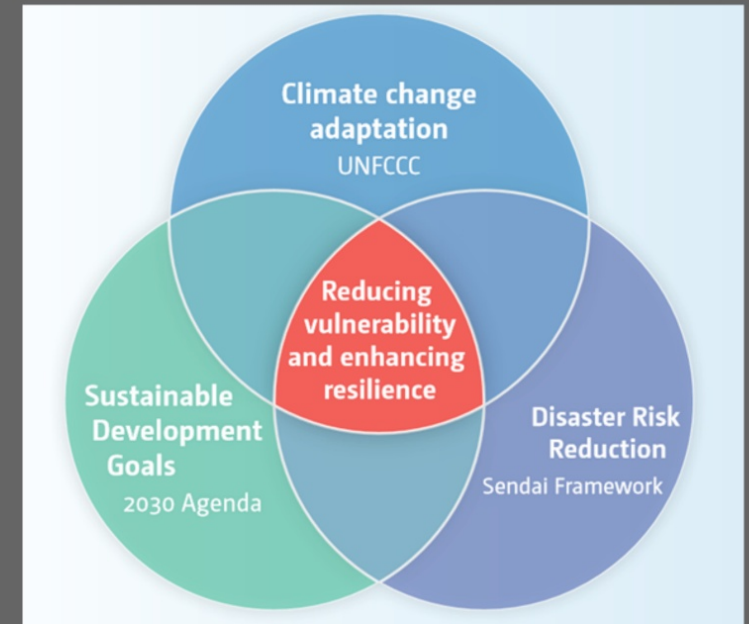 Climate change
adaptation
UNFCCC
Reducing
vulnerability
and enhancing
resilience
Sustainable
Development
Goals
2030 Agenda
Disaster Risk
Reduction
Sendai Framework